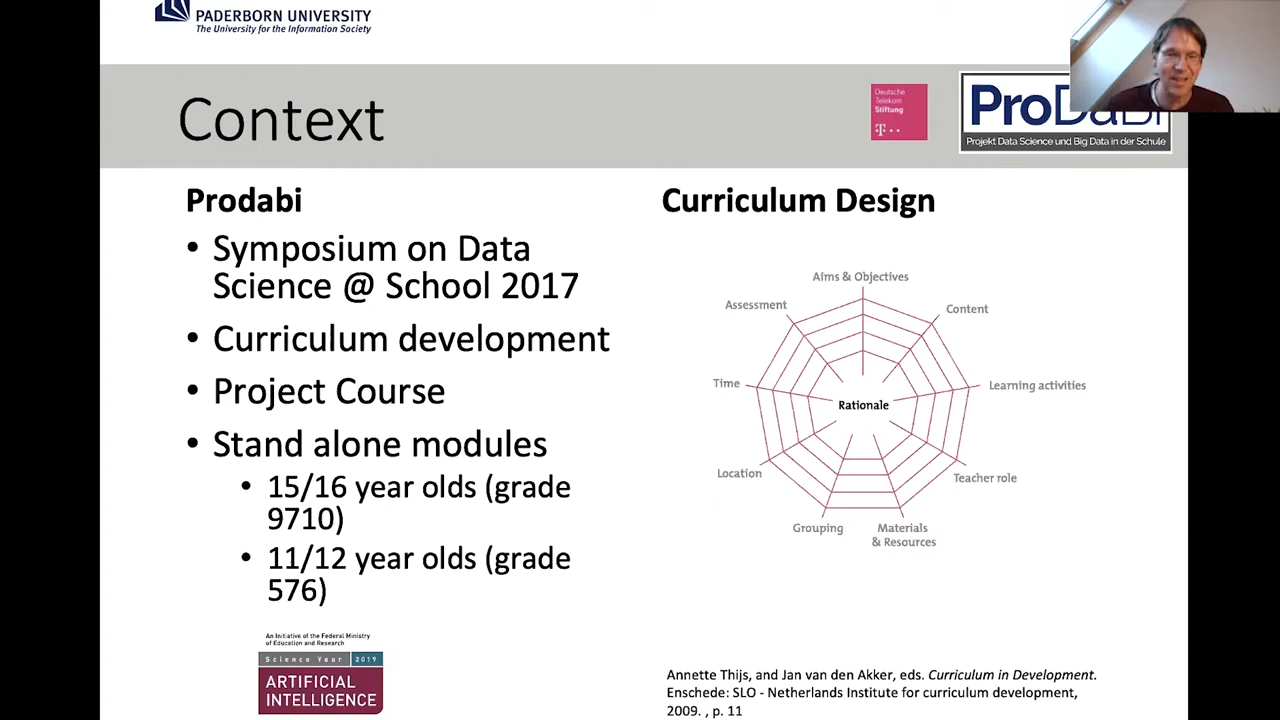 PADERBORN UNIVERSITY
The University for the Information Society
Context
Deutsche
Telekom
Stiftung
T
Projekt Data Science und Big Data in der Schule
Prodabi
• Symposium on Data
Science @ School 2017
• Curriculum development
• Project Course
• Stand alone modules
• 15/16 year olds (grade
9710)
• 11/12 year olds (grade
576)
An Initiative of the Federal Ministry
of Education and Research
Science Year 2019
ARTIFICIAL
INTELLIGENCE
Curriculum Design
Aims & Objectives
Assessment
Content
Time
Learning activities
Rationale
Location
Teacher role
Grouping
Materials
& Resources
Annette Thijs, and Jan van den Akker, eds. Curriculum in Development.
Enschede: SLO - Netherlands Institute for curriculum development,
2009. , p. 11